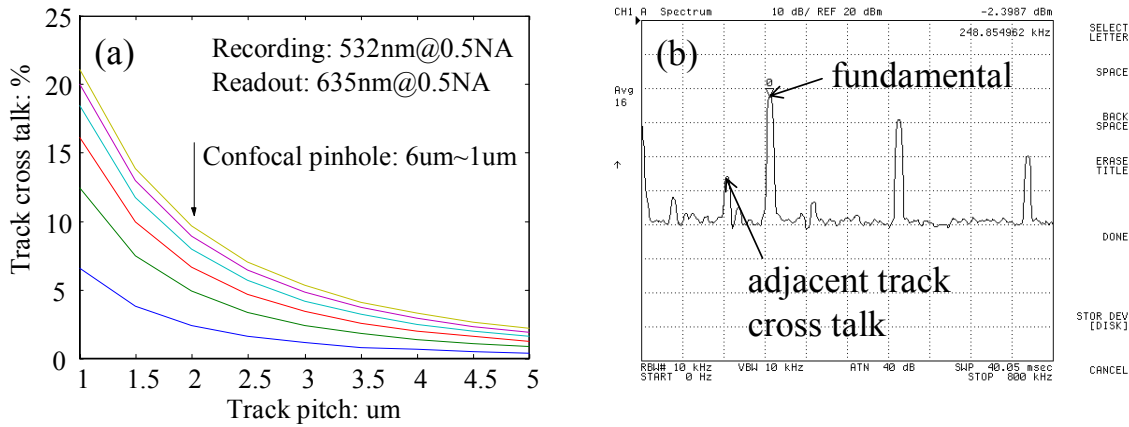 (a)
Recording: 532nm@0.5NA
Readout: 635nm@0.5NA
Confocal pinhole: 6um~1um
Track cross talk: %
25
20
15
10
5
0
1 1.5 2 2.5 3 3.5 4 4.5 5
Track pitch: um
CH1 A Spectrum 10 dB/ REF 20 dBm -2.3987 dBm
248.854962 kHz
(b)
0
fundamental
Avg
16
adjacent track
cross talk
RBW# 10 kHz VBW 10 kHz ATN 40 dB SWP 40.05 msec
START 0 Hz STOP 800 kHz
SELECT
LETTER
SPACE
BACK
SPACE
ERASE
TITLE
DONE
STOR DEV
[DISK]
CANCEL